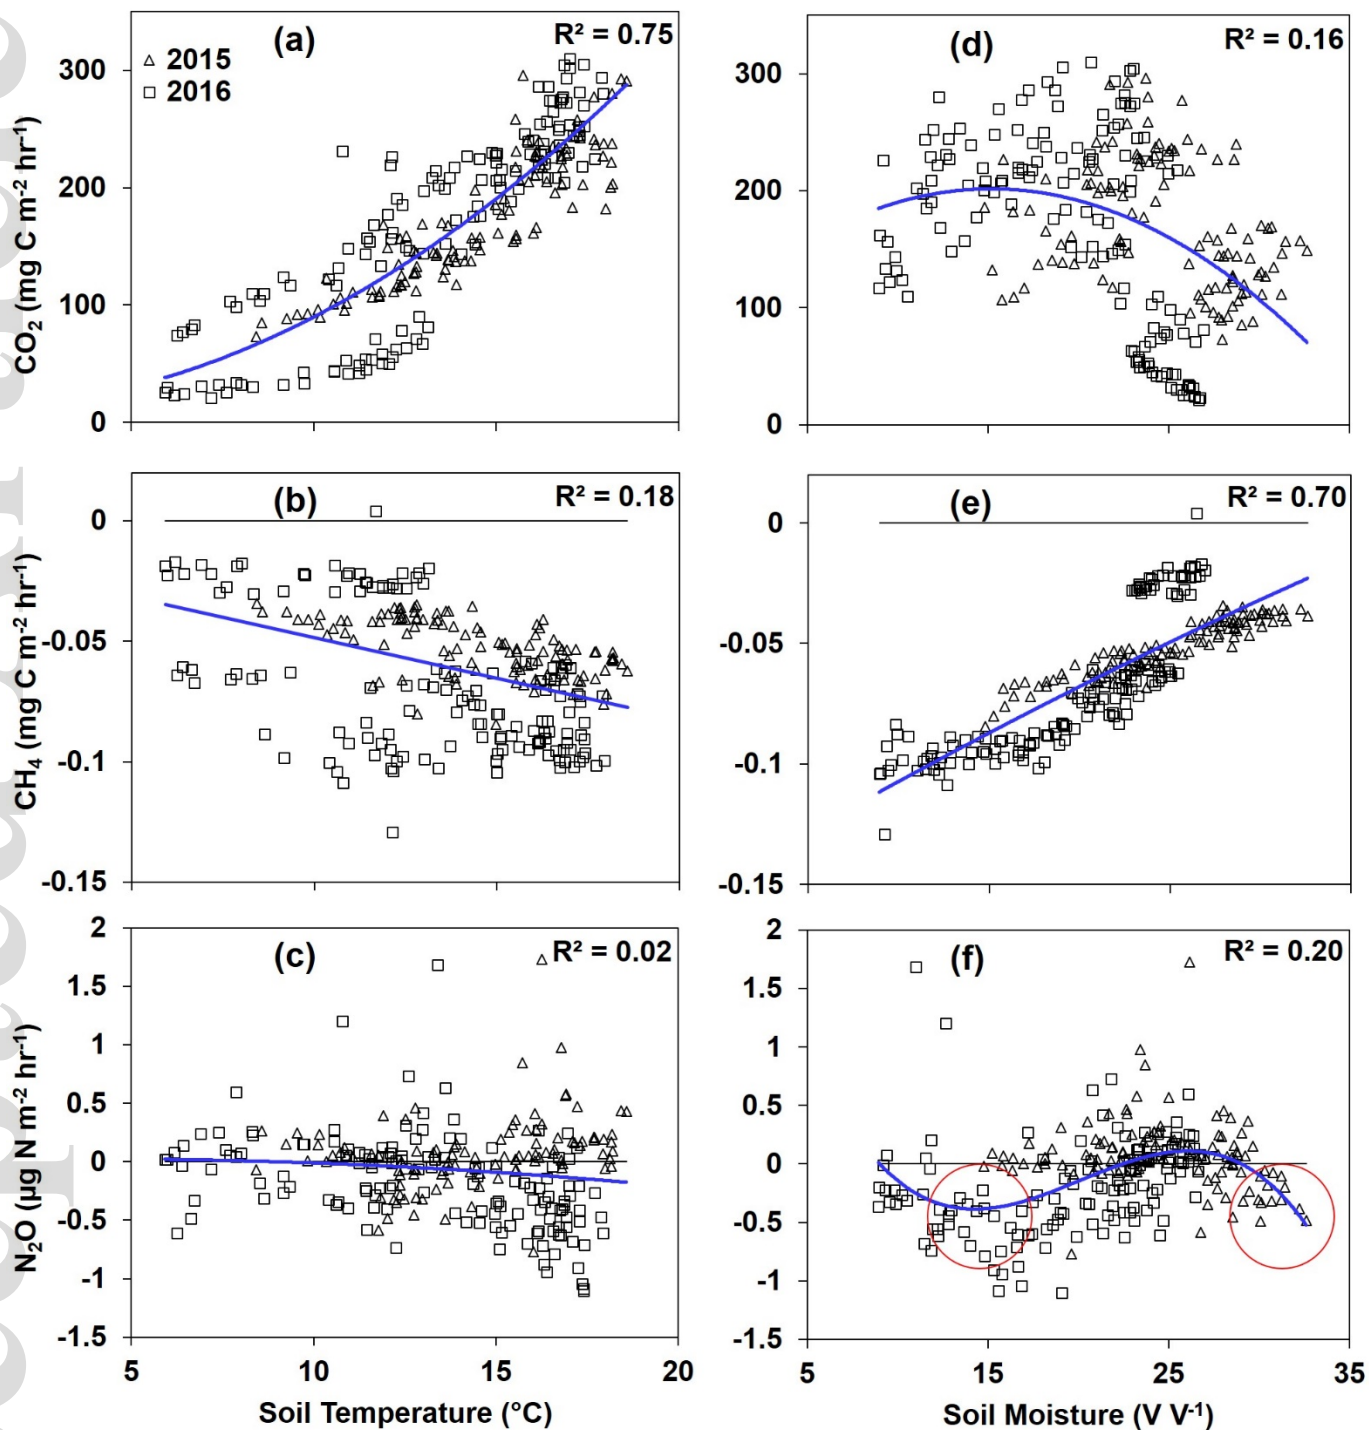 (a)
R² = 0.75
△ 2015
□ 2016
300
200
100
0
CO₂ (mg C m⁻² hr⁻¹)
(d)
R² = 0.16
300
200
100
0
(b)
R² = 0.18
0
-0.05
-0.1
-0.15
CH₄ (mg C m⁻² hr⁻¹)
(e)
R² = 0.70
0
-0.05
-0.1
-0.15
(c)
R² = 0.02
2
1.5
1
0.5
0
-0.5
-1
-1.5
N₂O (µg N m⁻² hr⁻¹)
5
10
15
20
Soil Temperature (°C)
(f)
R² = 0.20
2
1.5
1
0.5
0
-0.5
-1
-1.5
5
15
25
35
Soil Moisture (V V⁻¹)